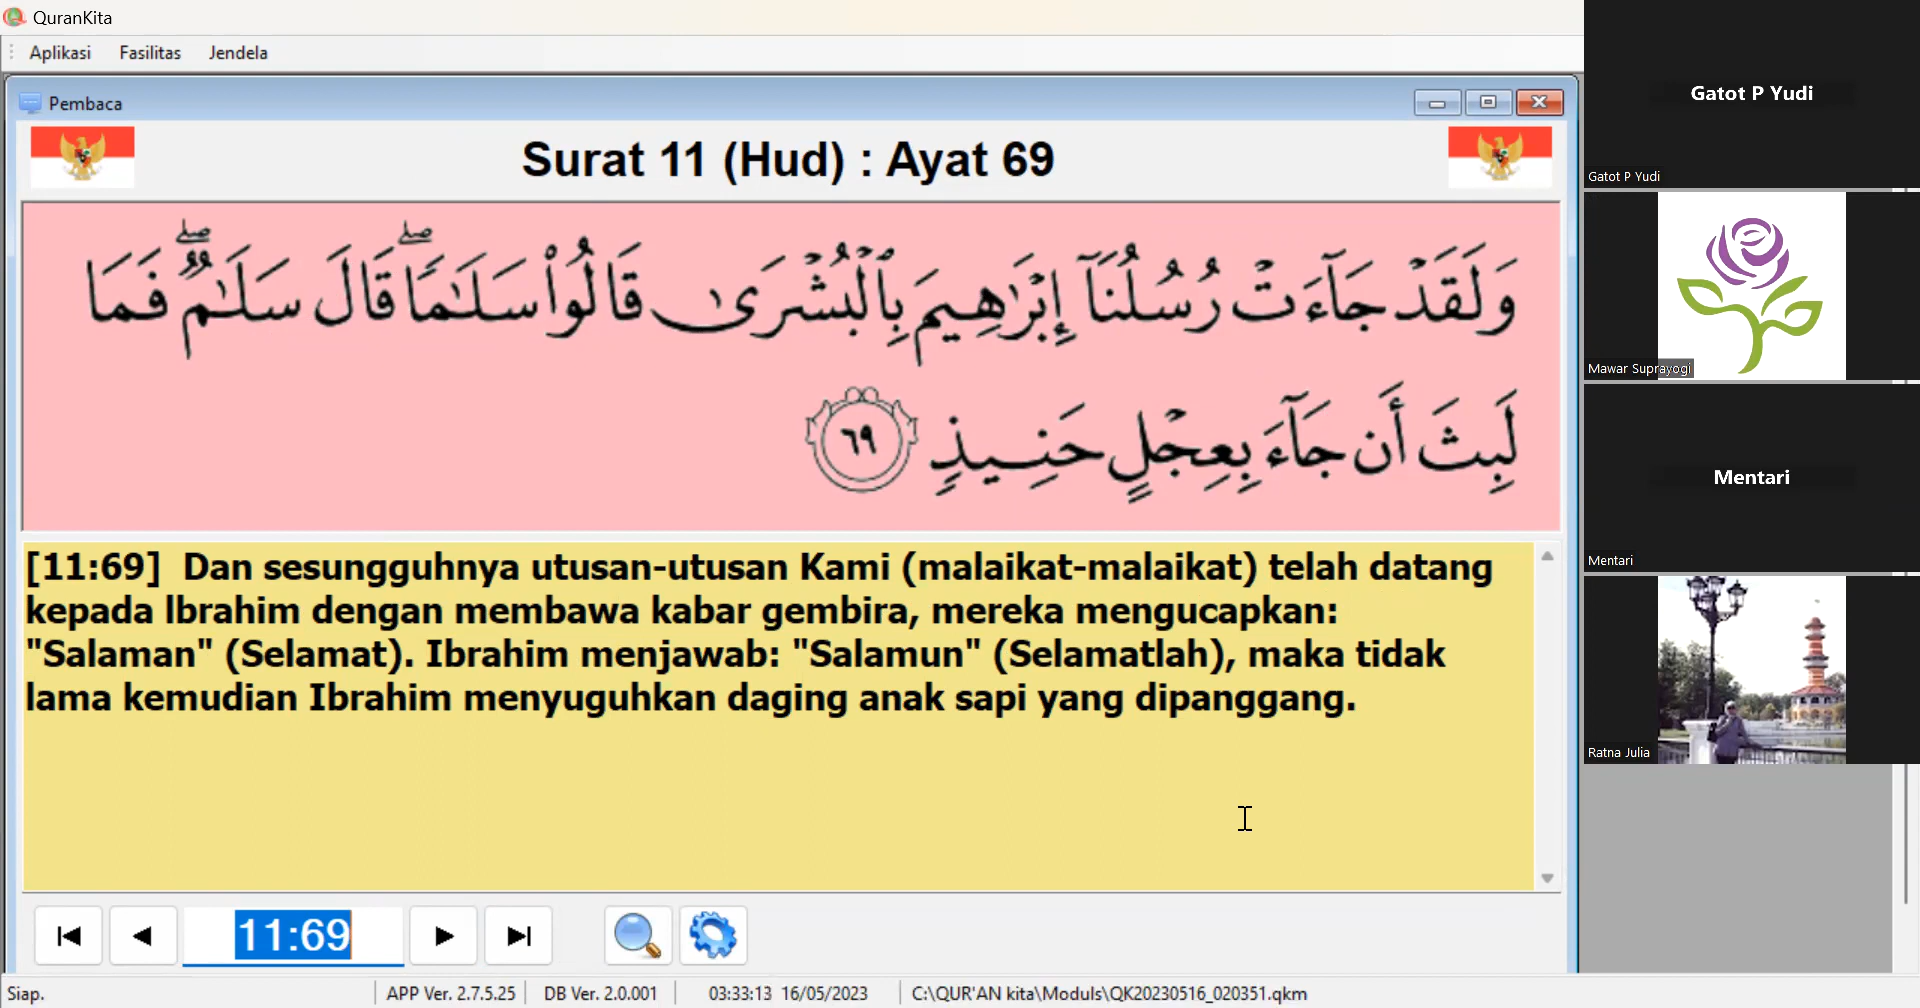 QuranKita
Aplikasi Fasilitas Jendela
Pembaca
Surat 11 (Hud) : Ayat 69
وَلَقَدْ جَآءَتْ رُسُلُنَآ إِبْرَٰهِيمَ بِٱلْبُشْرَىٰ قَالُوا۟ سَلَـٰمًۭا ۖ قَالَ سَلَـٰمٌۭ ۖ فَمَا
لَبِثَ أَن جَآءَ بِعِجْلٍ حَنِيذٍۢ ٦٩
[11:69] Dan sesungguhnya utusan-utusan Kami (malaikat-malaikat) telah datang
kepada lbrahim dengan membawa kabar gembira, mereka mengucapkan:
"Salaman" (Selamat). Ibrahim menjawab: "Salamun" (Selamatlah), maka tidak
lama kemudian Ibrahim menyuguhkan daging anak sapi yang dipanggang.
11:69
Siap. APP Ver. 2.7.5.25 DB Ver. 2.0.001 03:33:13 16/05/2023 C:\QUR'AN kita\Moduls\QK20230516_020351.qkm
Gatot P Yudi
Gatot P Yudi
Mawar Suprayogi
Mentari
Mentari
Ratna Julia